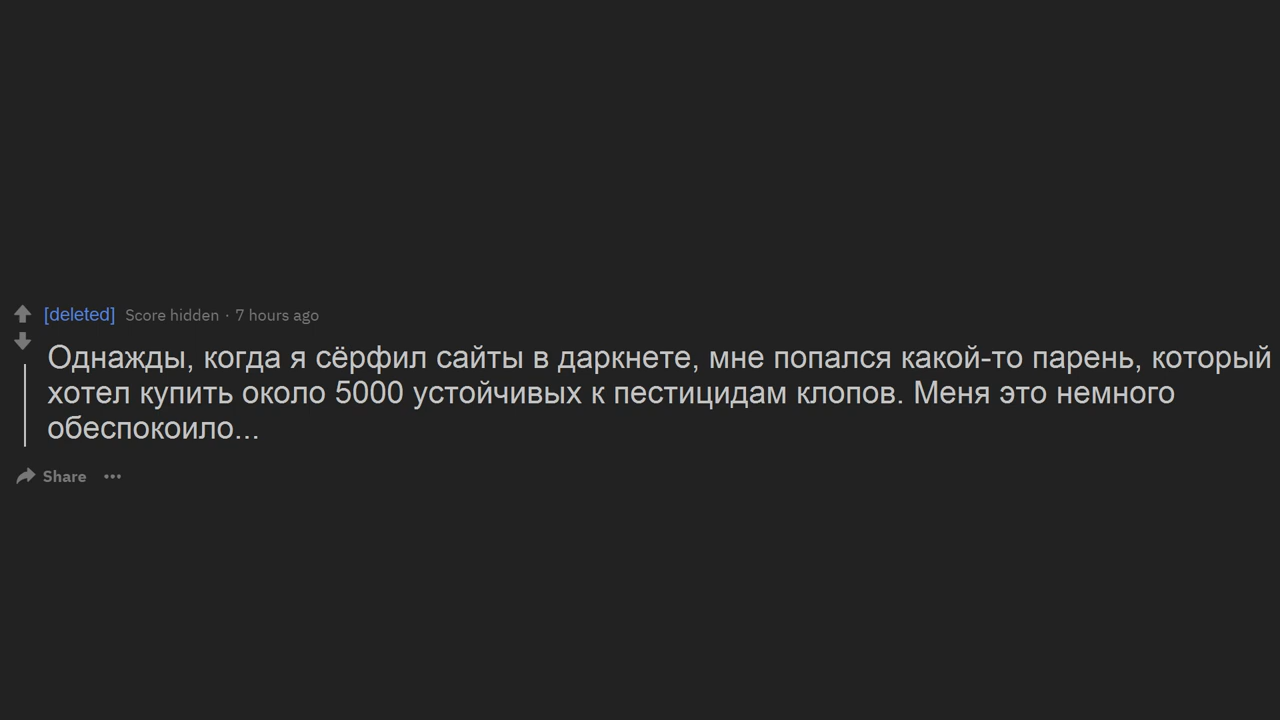 [deleted] Score hidden · 7 hours ago
Однажды, когда я сёрфил сайты в даркнете, мне попался какой-то парень, который
хотел купить около 5000 устойчивых к пестицидам клопов. Меня это немного
обеспокоило...
Share ...